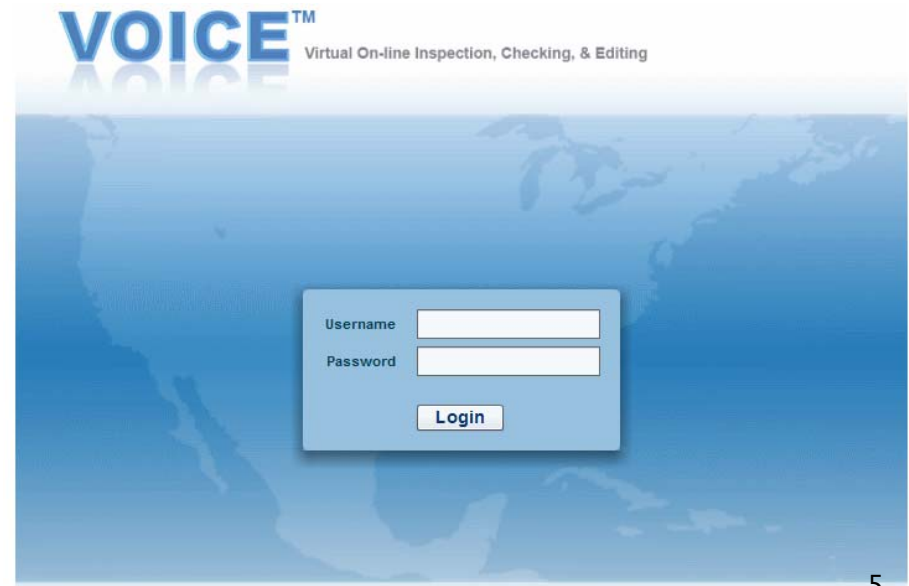 VOICE™
Virtual On-line Inspection, Checking, & Editing
Username
Password
Login
5